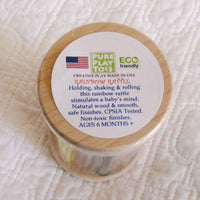 PURE
PLAY
TOYS
ECO
friendly
CREATIVE PLAY MADE IN USA
RAINBOW RATTLE
Holding, shaking & rolling
this rainbow rattle
stimulates a baby's mind.
Natural wood & smooth,
safe finishes. CPSIA Tested.
Non-toxic finishes.
AGES 6 MONTHS +